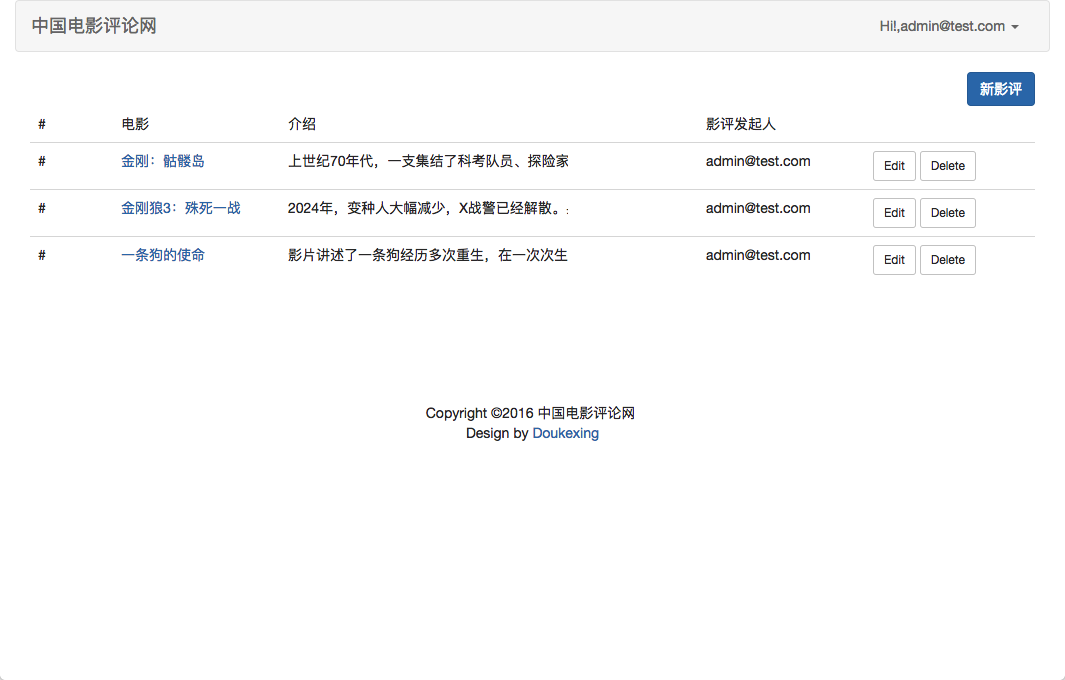 中国电影评论网 Hi!,admin@test.com
新影评
# 电影 介绍 影评发起人
# 金刚：骷髅岛 上世纪70年代，一支集结了科考队员、探险家 admin@test.com Edit Delete
# 金刚狼3：殊死一战 2024年，变种人大幅减少，X战警已经解散。 admin@test.com Edit Delete
# 一条狗的使命 影片讲述了一条狗经历多次重生，在一次次生 admin@test.com Edit Delete
Copyright ©2016 中国电影评论网
Design by Doukexing